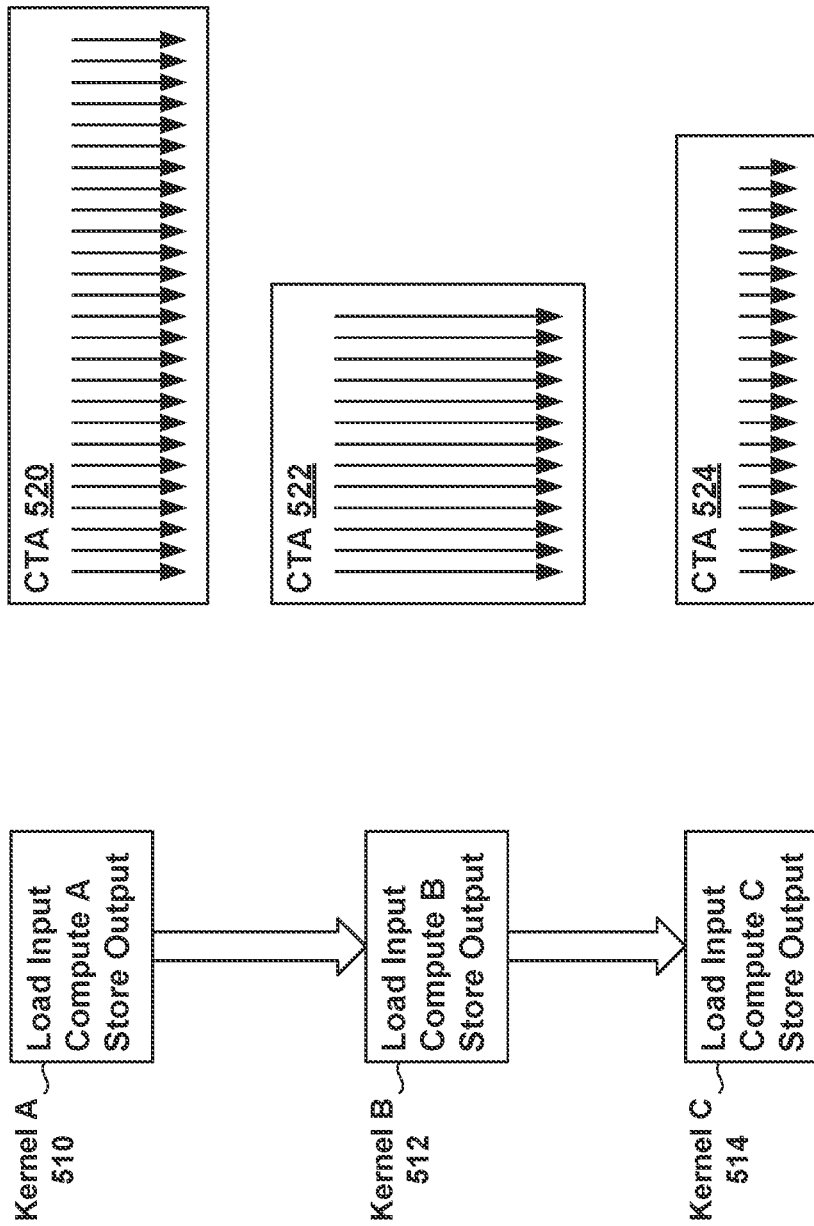 Kernel A
510
Load Input
Compute A
Store Output
CTA 520
Kernel B
512
Load Input
Compute B
Store Output
CTA 522
Kernel C
514
Load Input
Compute C
Store Output
CTA 524